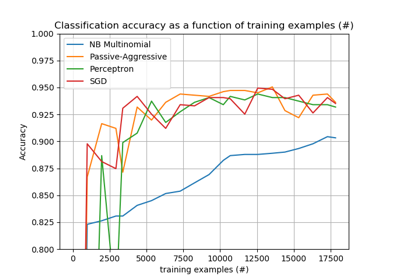 Classification accuracy as a function of training examples (#)
1.000
0.975
0.950
0.925
0.900
0.875
0.850
0.825
0.800
Accuracy
NB Multinomial
Passive-Aggressive
Perceptron
SGD
0 2500 5000 7500 10000 12500 15000 17500
training examples (#)